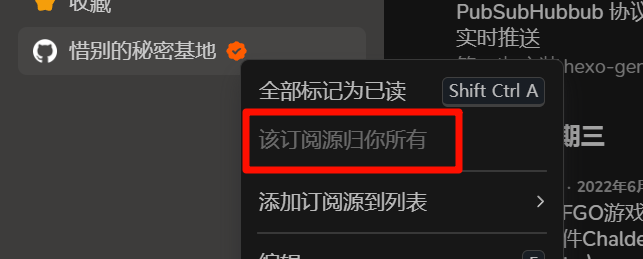 收藏
惜别的秘密基地
全部标记为已读 Shift Ctrl A
该订阅源归你所有
添加订阅源到列表
编辑 E
PubSubHubbub 协议
实时推送
hexo-gen
期三
· 2022年6月
FGO游戏
件Chalde